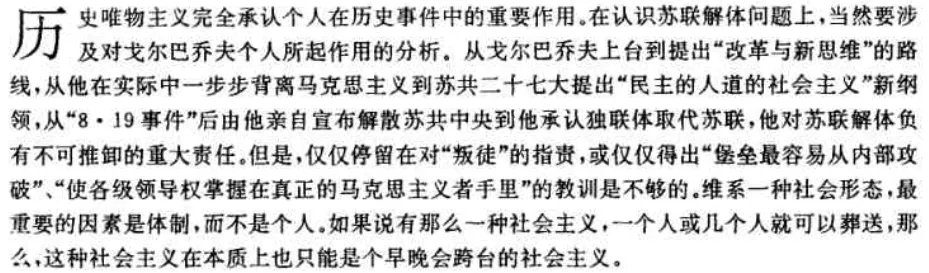 历史唯物主义完全承认个人在历史事件中的重要作用。在认识苏联解体问题上，当然要涉
及对戈尔巴乔夫个人所起作用的分析。从戈尔巴乔夫上台到提出“改革与新思维”的路
线，从他在实际中一步步背离马克思主义到苏共二十七大提出“民主的人道的社会主义”新纲
领，从“8·19事件”后由他亲自宣布解散苏共中央到他承认独联体取代苏联，他对苏联解体负
有不可推卸的重大责任。但是，仅仅停留在对“叛徒”的指责，或仅仅得出“堡垒最容易从内部攻
破”、“使各级领导权掌握在真正的马克思主义者手里”的教训是不够的。维系一种社会形态，最
重要的因素是体制，而不是个人。如果说有那么一种社会主义，一个人或几个人就可以葬送，那
么，这种社会主义在本质上也只能是个早晚会跨台的社会主义。